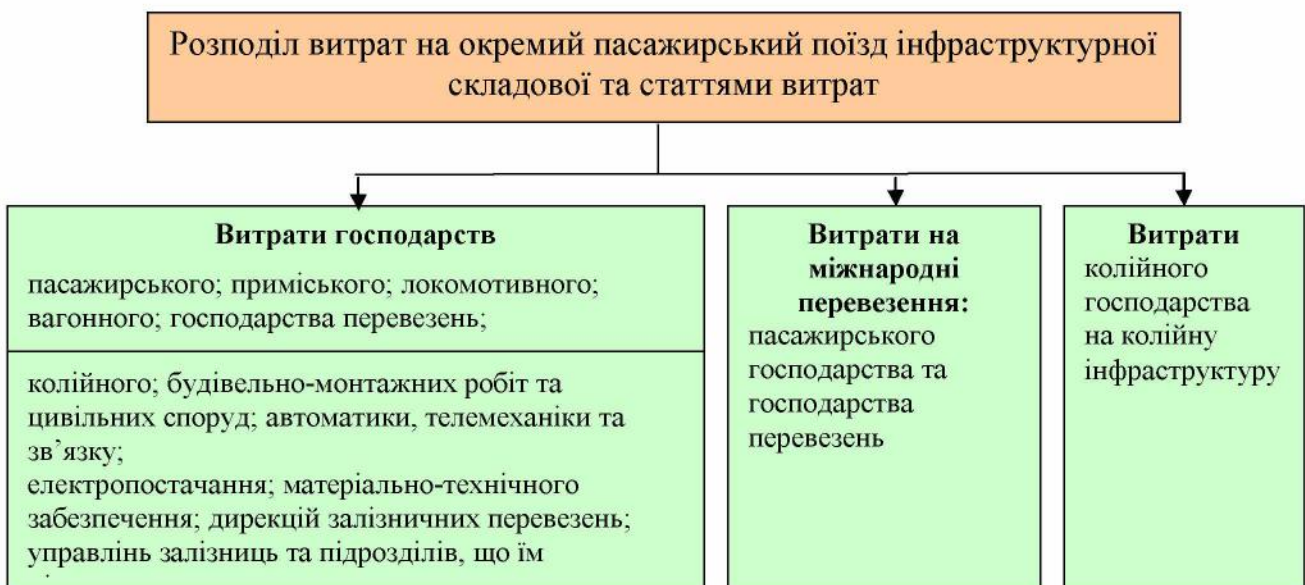 Розподіл витрат на окремий пасажирський поїзд інфраструктурної
складової та статтями витрат
Витрати господарств
пасажирського; приміського; локомотивного;
вагонного; господарства перевезень;
колійного; будівельно-монтажних робіт та
цивільних споруд; автоматики, телемеханіки та
зв’язку;
електропостачання; матеріально-технічного
забезпечення; дирекцій залізничних перевезень;
управлінь залізниць та підрозділів, що їм
Витрати на
міжнародні
перевезення:
пасажирського
господарства та
господарства
перевезень
Витрати
колійного
господарства
на колійну
інфраструктуру